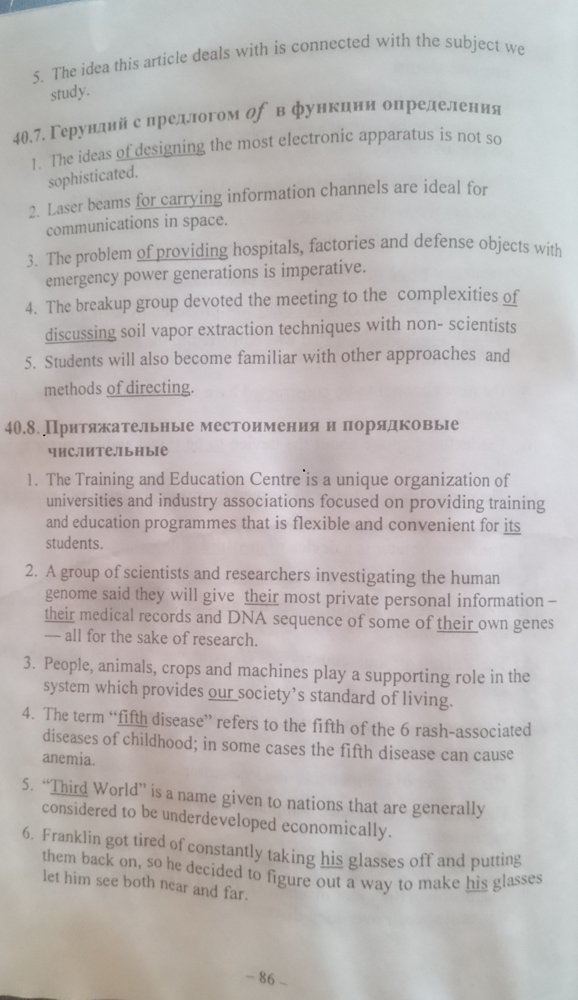 5. The idea this article deals with is connected with the subject we
study.
40.7. Герундий с предлогом of в функции определения
1. The ideas of designing the most electronic apparatus is not so
sophisticated.
2. Laser beams for carrying information channels are ideal for
communications in space.
3. The problem of providing hospitals, factories and defense objects with
emergency power generations is imperative.
4. The breakup group devoted the meeting to the complexities of
discussing soil vapor extraction techniques with non- scientists
5. Students will also become familiar with other approaches and
methods of directing.
40.8. Притяжательные местоимения и порядковые
числительные
1. The Training and Education Centre is a unique organization of
universities and industry associations focused on providing training
and education programmes that is flexible and convenient for its
students.
2. A group of scientists and researchers investigating the human
genome said they will give their most private personal information –
their medical records and DNA sequence of some of their own genes
— all for the sake of research.
3. People, animals, crops and machines play a supporting role in the
system which provides our society's standard of living.
4. The term “fifth disease” refers to the fifth of the 6 rash-associated
diseases of childhood; in some cases the fifth disease can cause
anemia.
5. “Third World” is a name given to nations that are generally
considered to be underdeveloped economically.
6. Franklin got tired of constantly taking his glasses off and putting
them back on, so he decided to figure out a way to make his glasses
let him see both near and far.
– 86 –